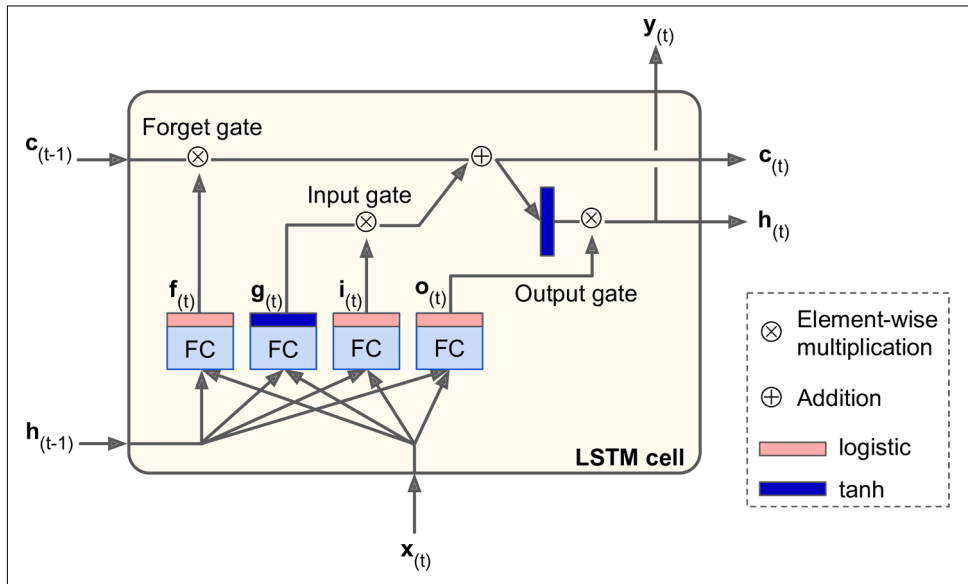 y(t)
Forget gate
c(t-1)
c(t)
Input gate
h(t)
f(t) g(t) i(t) o(t)
Output gate
FC FC FC FC
h(t-1)
LSTM cell
x(t)
Element-wise
multiplication
Addition
logistic
tanh